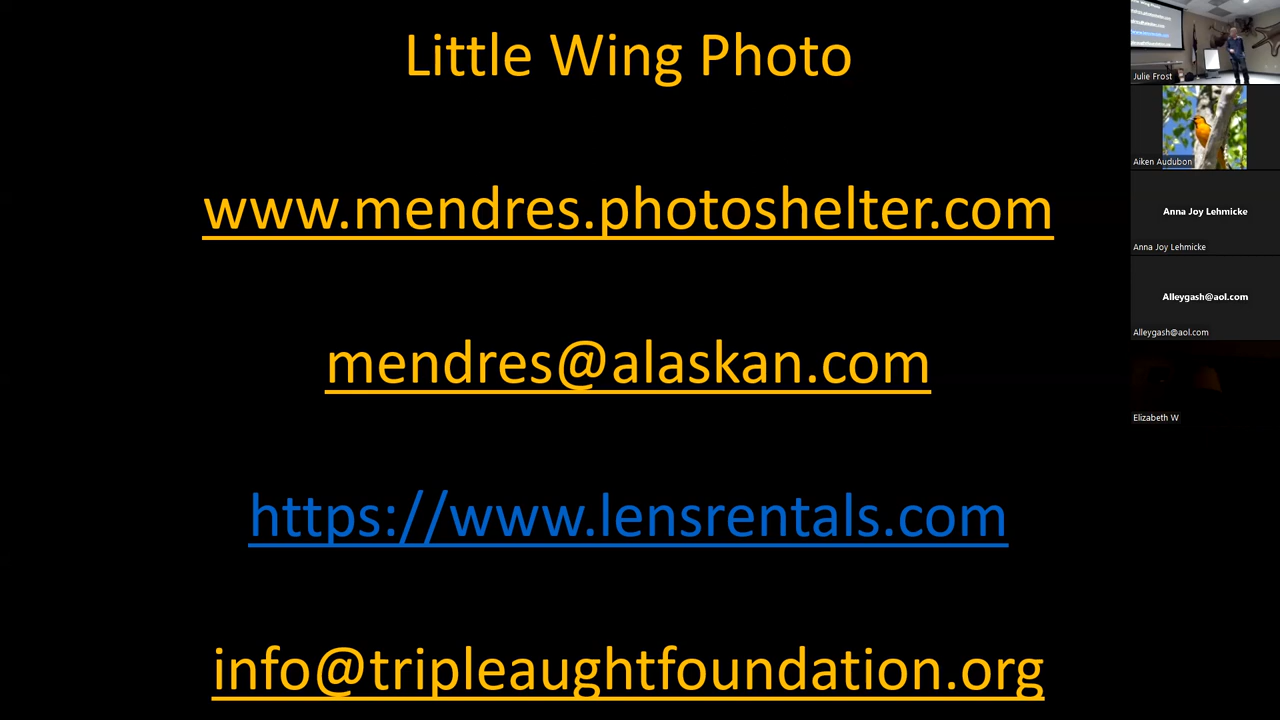 Little Wing Photo
www.mendres.photoshelter.com
mendres@alaskan.com
https://www.lensrentals.com
info@tripleaughtfoundation.org
Julie Frost
Aiken Audubon
Anna Joy Lehmicke
Anna Joy Lehmicke
Alleygash@aol.com
Alleygash@aol.com
Elizabeth W